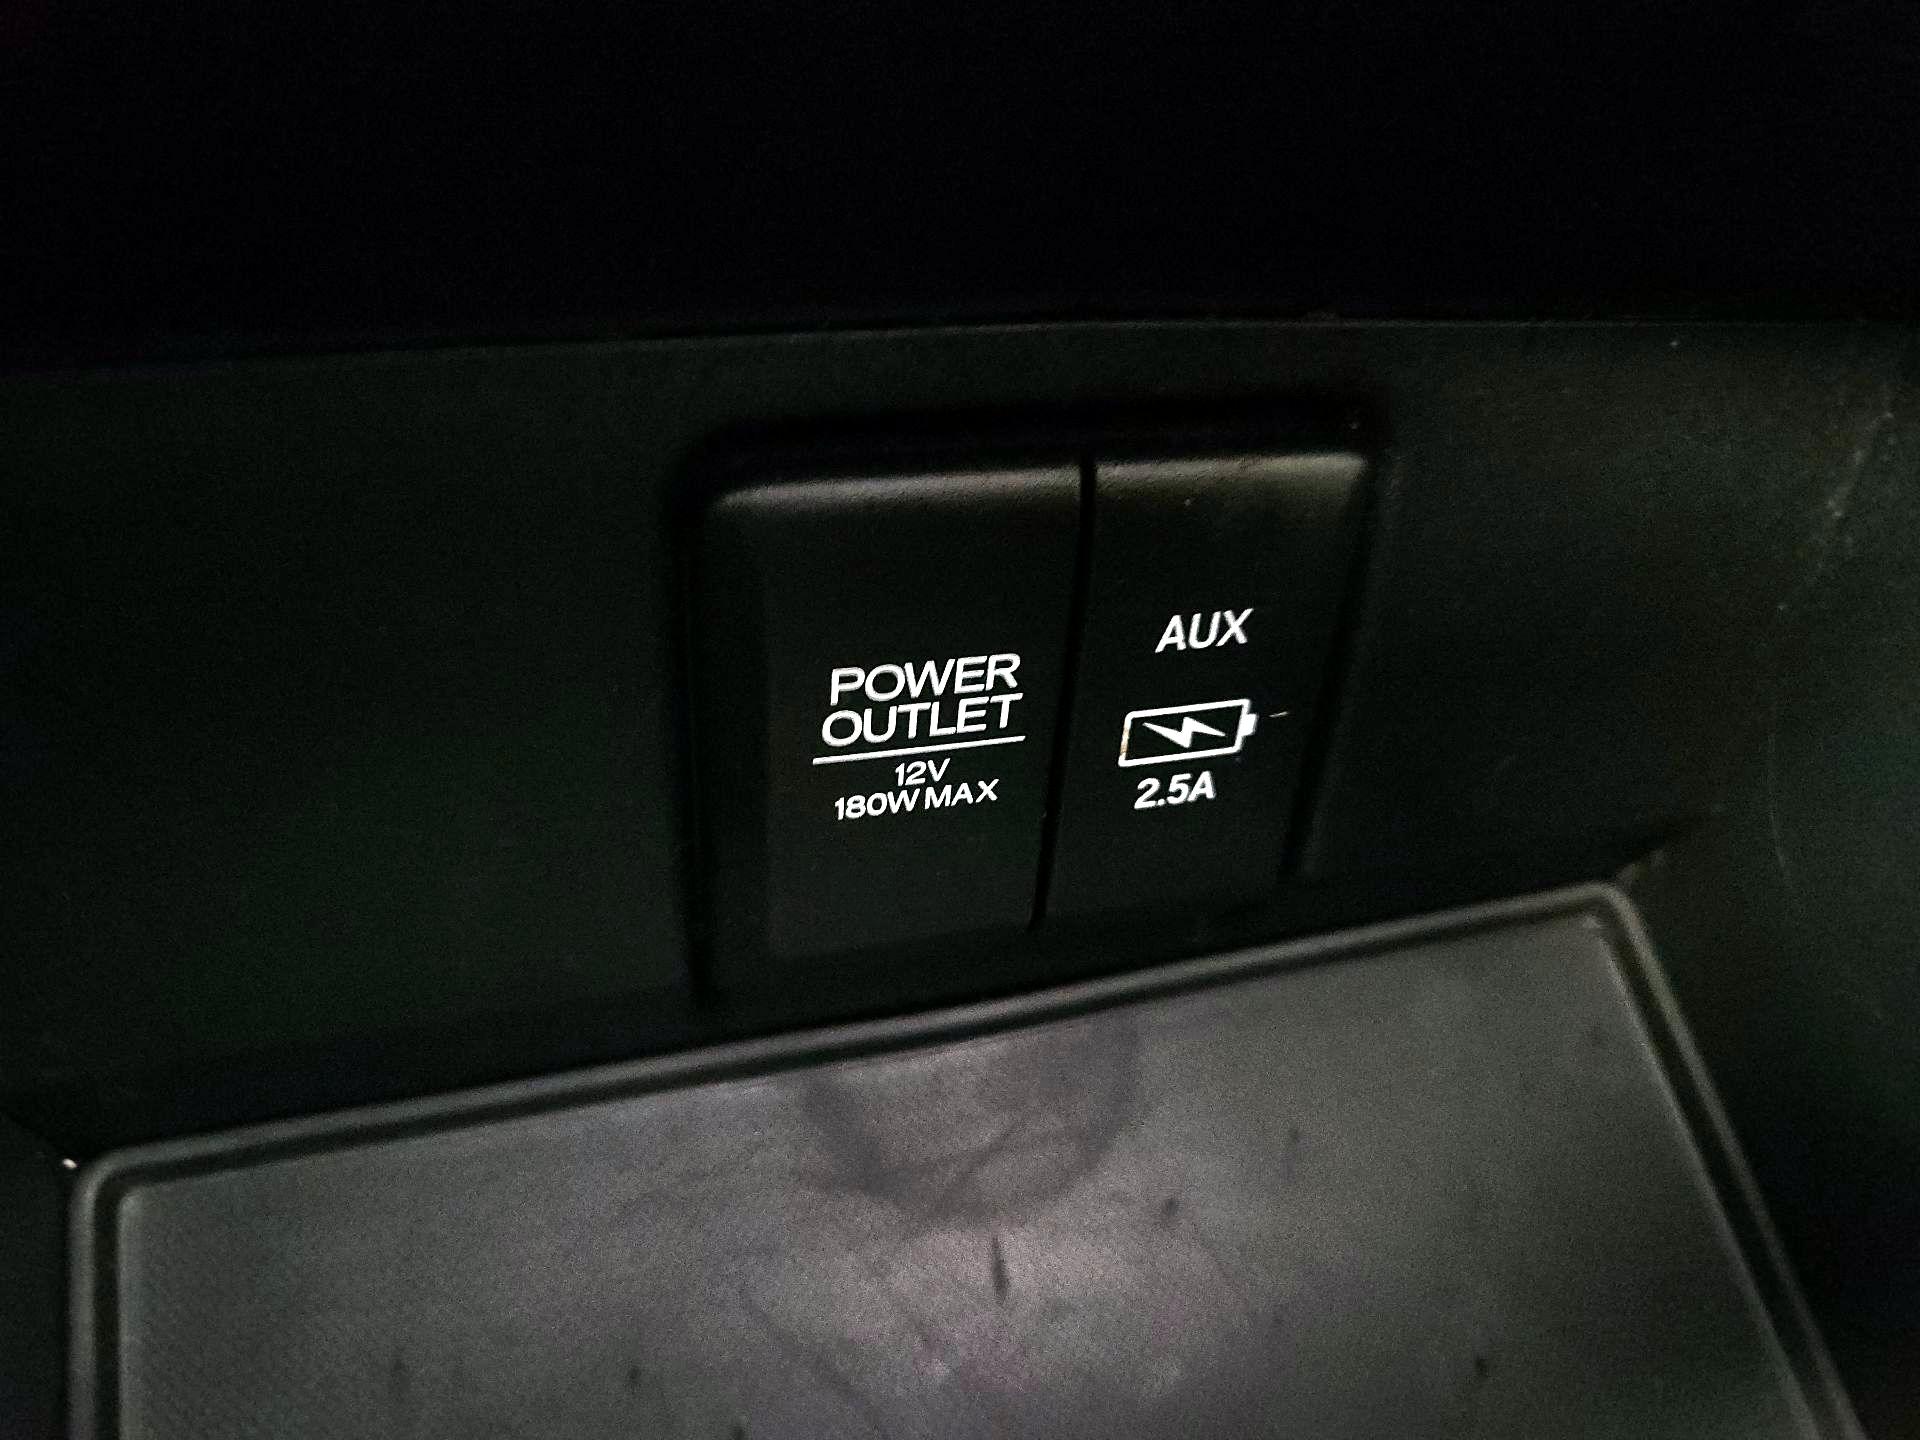 POWER
OUTLET
12V
180W MAX
AUX
2.5A